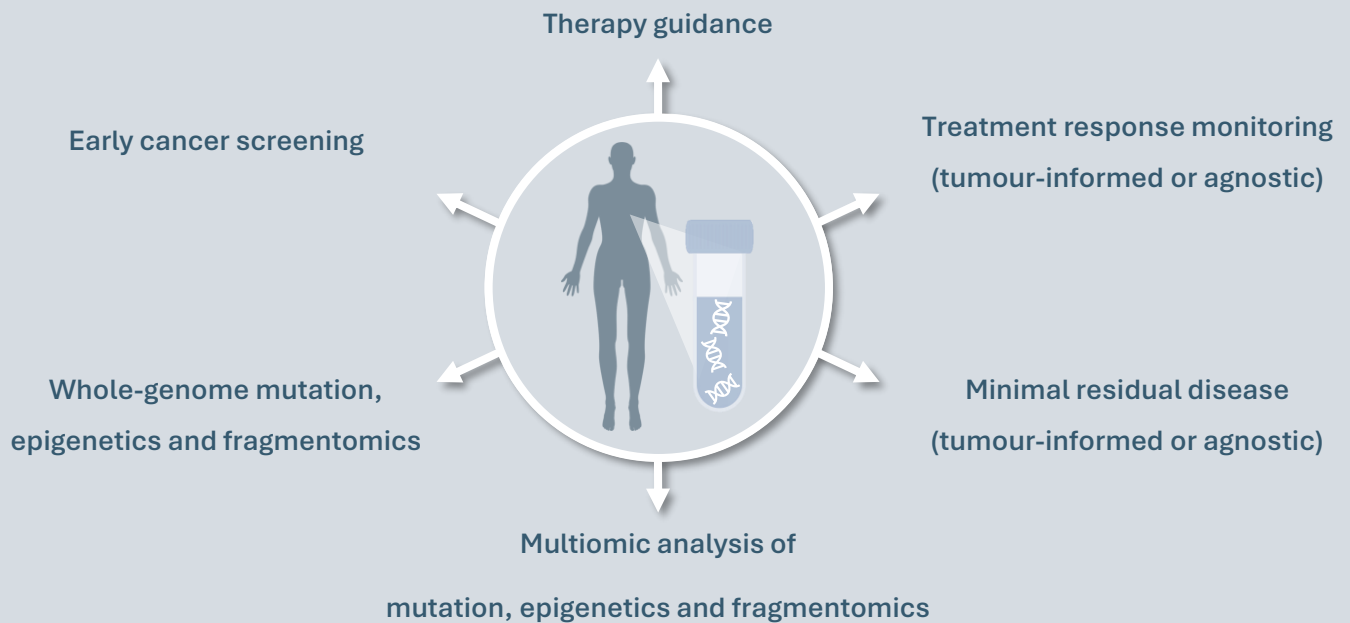 Therapy guidance
Early cancer screening
Treatment response monitoring
(tumour-informed or agnostic)
Whole-genome mutation,
epigenetics and fragmentomics
Minimal residual disease
(tumour-informed or agnostic)
Multiomic analysis of
mutation, epigenetics and fragmentomics